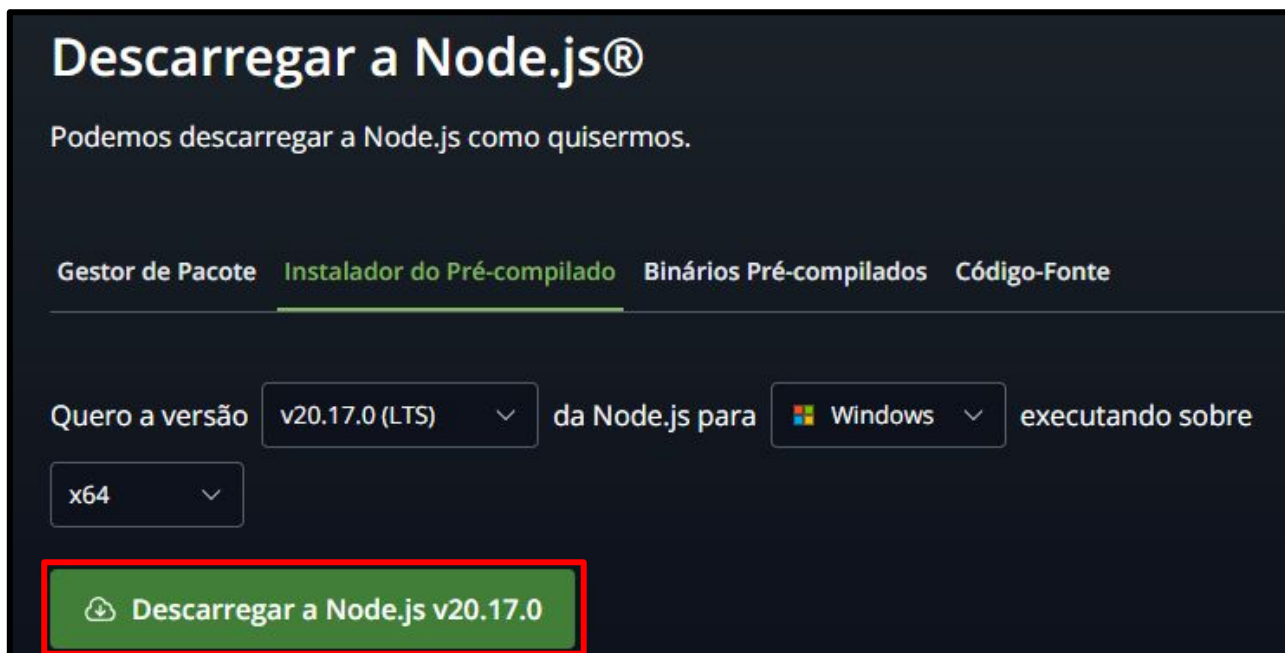 Descarregar a Node.js®
Podemos descarregar a Node.js como quisermos.
Gestor de Pacote Instalador do Pré-compilado Binários Pré-compilados Código-Fonte
Quero a versão v20.17.0 (LTS) da Node.js para Windows executando sobre
x64
Descarregar a Node.js v20.17.0